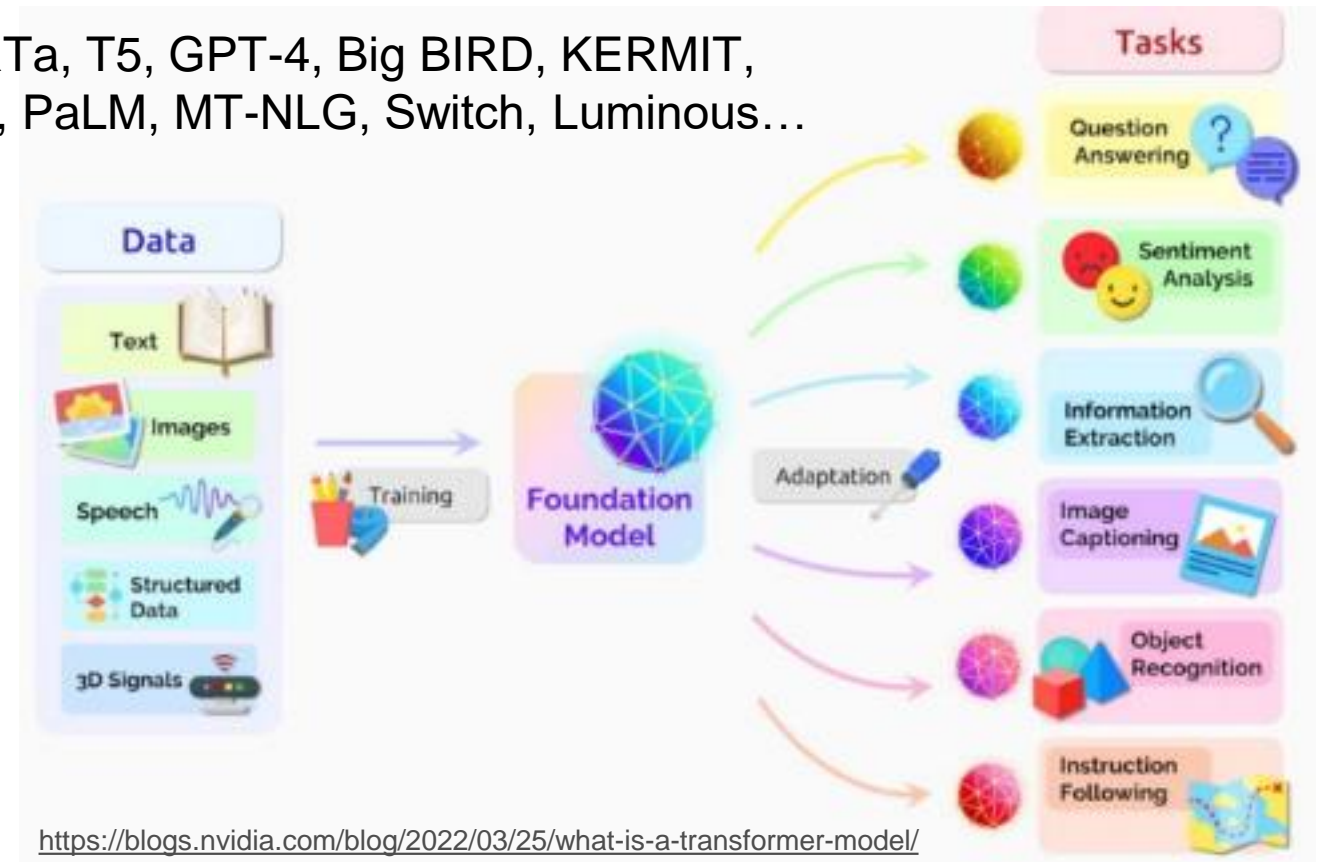 Ta, T5, GPT-4, Big BIRD, KERMIT,
, PaLM, MT-NLG, Switch, Luminous…
Data
Text
Images
Speech
Structured
Data
3D Signals
Training
Foundation
Model
Adaptation
Tasks
Question
Answering
?
Sentiment
Analysis
Information
Extraction
Image
Captioning
Object
Recognition
Instruction
Following
https://blogs.nvidia.com/blog/2022/03/25/what-is-a-transformer-model/